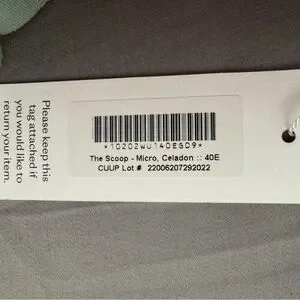 Please keep this
tag attached if
you would like to
return your item.
*10202WU140EG09*
The Scoop - Micro, Celadon :: 40E
CUUP Lot # 22006207292022